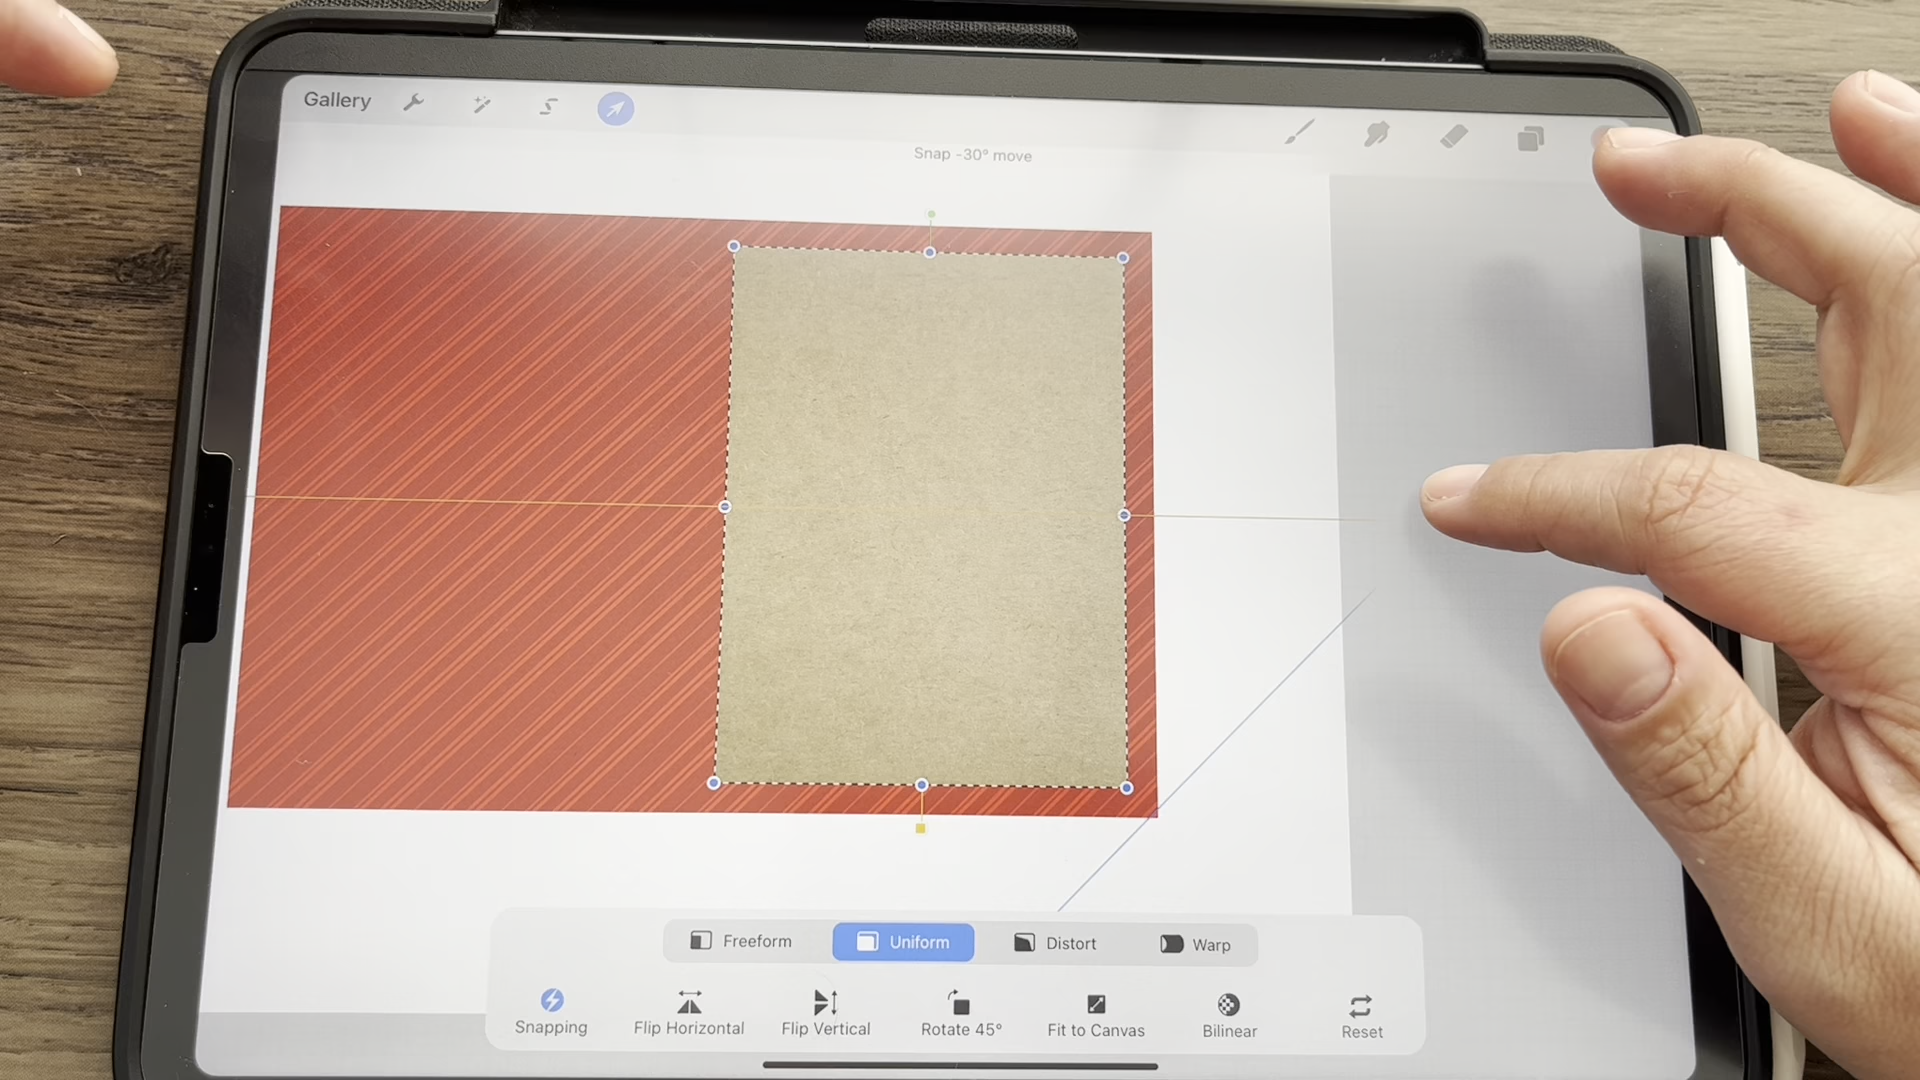 Gallery
Snap -30° move
Freeform
Uniform
Distort
Warp
Snapping
Flip Horizontal
Flip Vertical
Rotate 45°
Fit to Canvas
Bilinear
Reset